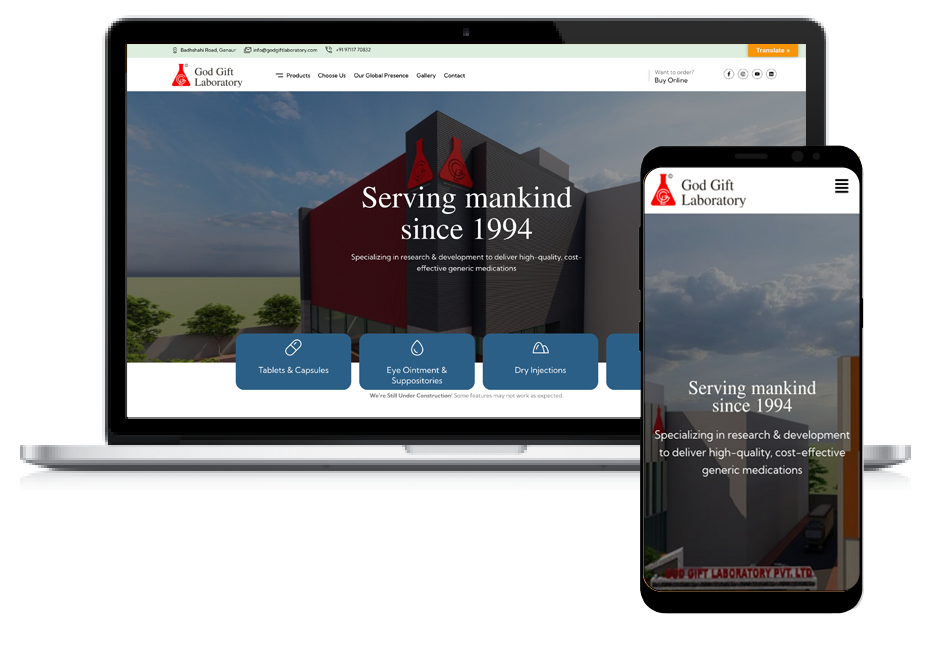 Badhshahi Road, Ganaur
info@godgiftlaboratory.com
+91 97117 70832
Translate »
God Gift
Laboratory
Products
Choose Us
Our Global Presence
Gallery
Contact
Want to order?
Buy Online
Serving mankind
since 1994
Specializing in research & development to deliver high-quality, cost-
effective generic medications
Tablets & Capsules
Eye Ointment &
Suppositories
Dry Injections
We're Still Under Construction! Some features may not work as expected.
God Gift
Laboratory
Serving mankind
since 1994
Specializing in research & development
to deliver high-quality, cost-effective
generic medications
GOD GIFT LABORATORY PVT. LTD